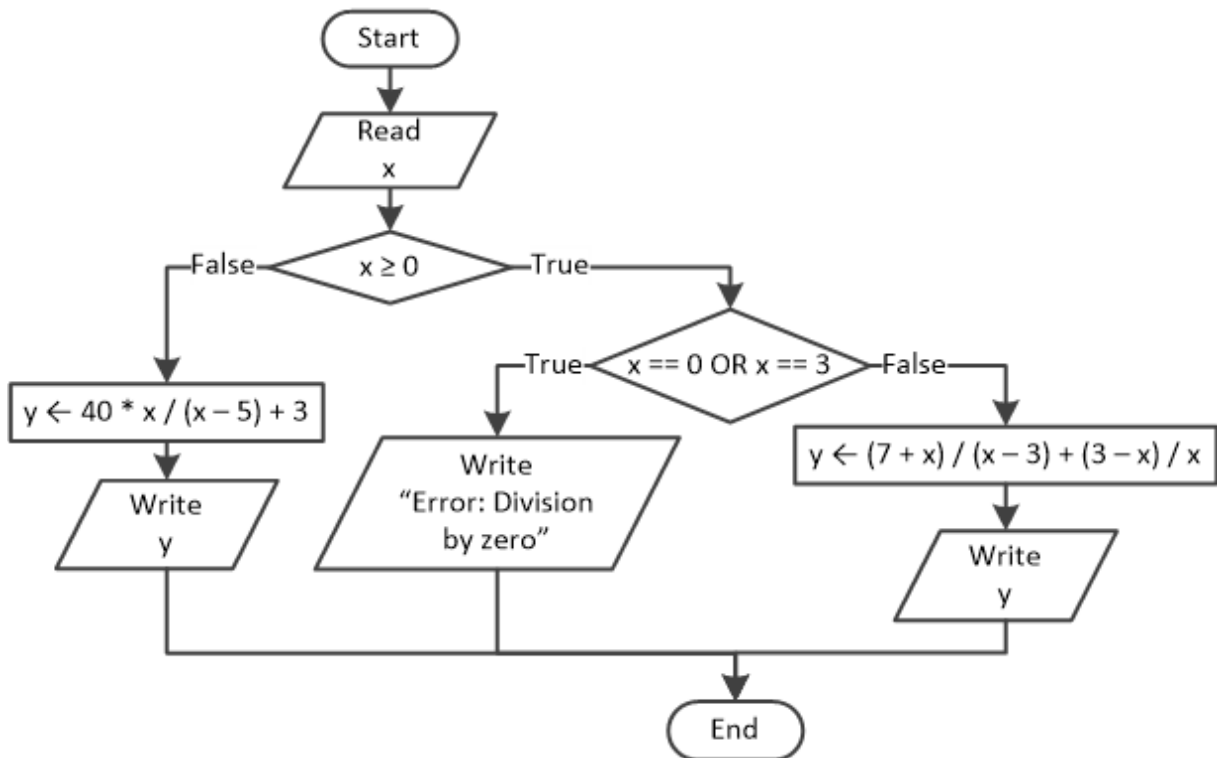 Start
Read
x
False
x ≥ 0
True
True
x == 0 OR x == 3
False
y ← 40 * x / (x – 5) + 3
Write
y
Write
“Error: Division
by zero”
y ← (7 + x) / (x – 3) + (3 – x) / x
Write
y
End